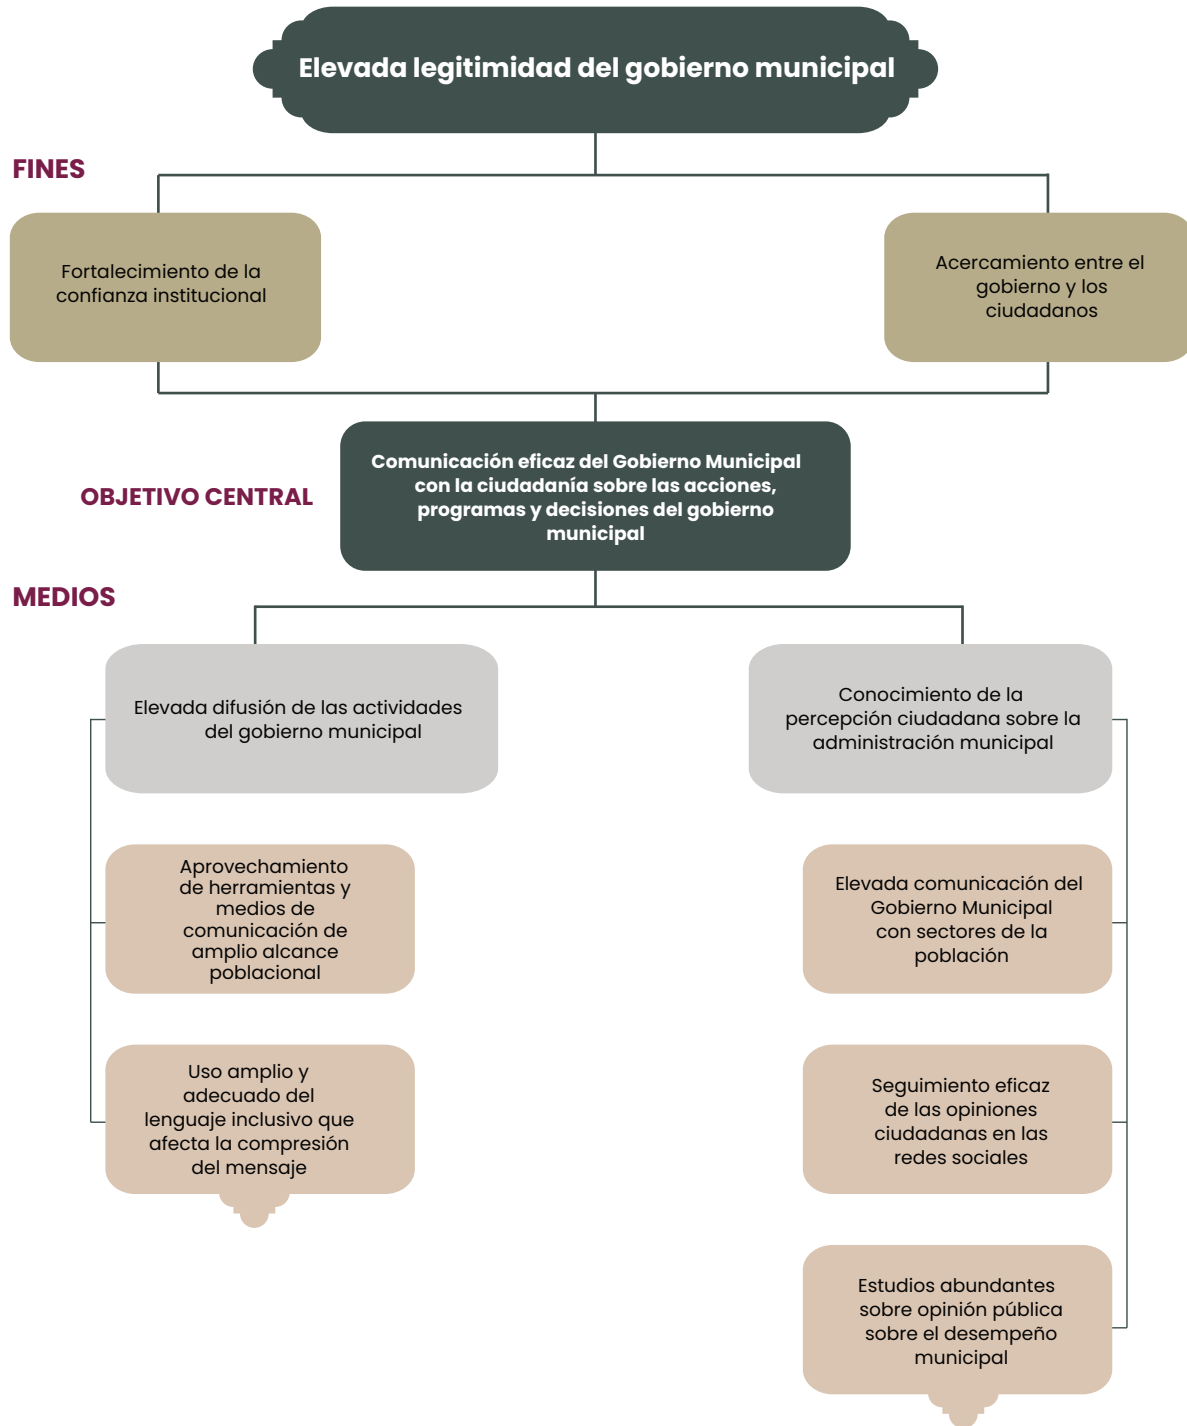 Elevada legitimidad del gobierno municipal
FINES
Fortalecimiento de la
confianza institucional
Acercamiento entre el
gobierno y los
ciudadanos
OBJETIVO CENTRAL
Comunicación eficaz del Gobierno Municipal
con la ciudadanía sobre las acciones,
programas y decisiones del gobierno
municipal
MEDIOS
Elevada difusión de las actividades
del gobierno municipal
Conocimiento de la
percepción ciudadana sobre la
administración municipal
Aprovechamiento
de herramientas y
medios de
comunicación de
amplio alcance
poblacional
Elevada comunicación del
Gobierno Municipal
con sectores de la
población
Uso amplio y
adecuado del
lenguaje inclusivo que
afecta la compresión
del mensaje
Seguimiento eficaz
de las opiniones
ciudadanas en las
redes sociales
Estudios abundantes
sobre opinión pública
sobre el desempeño
municipal